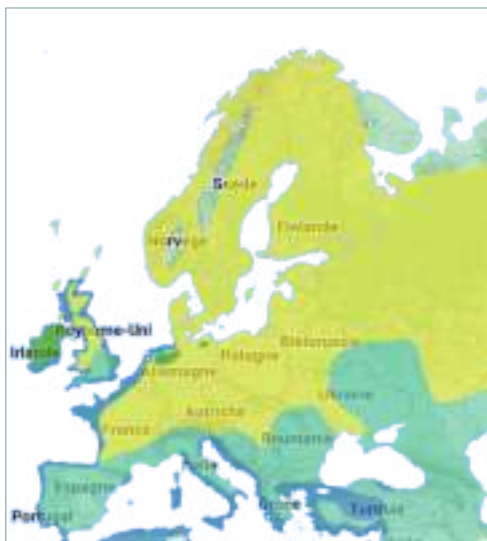 Suède
Norvège
Finlande
Royaume-Uni
Irlande
Biélorussie
Pologne
Allemagne
Ukraine
Autriche
France
Roumanie
Italie
Espagne
Grèce
Portugal
Turquie